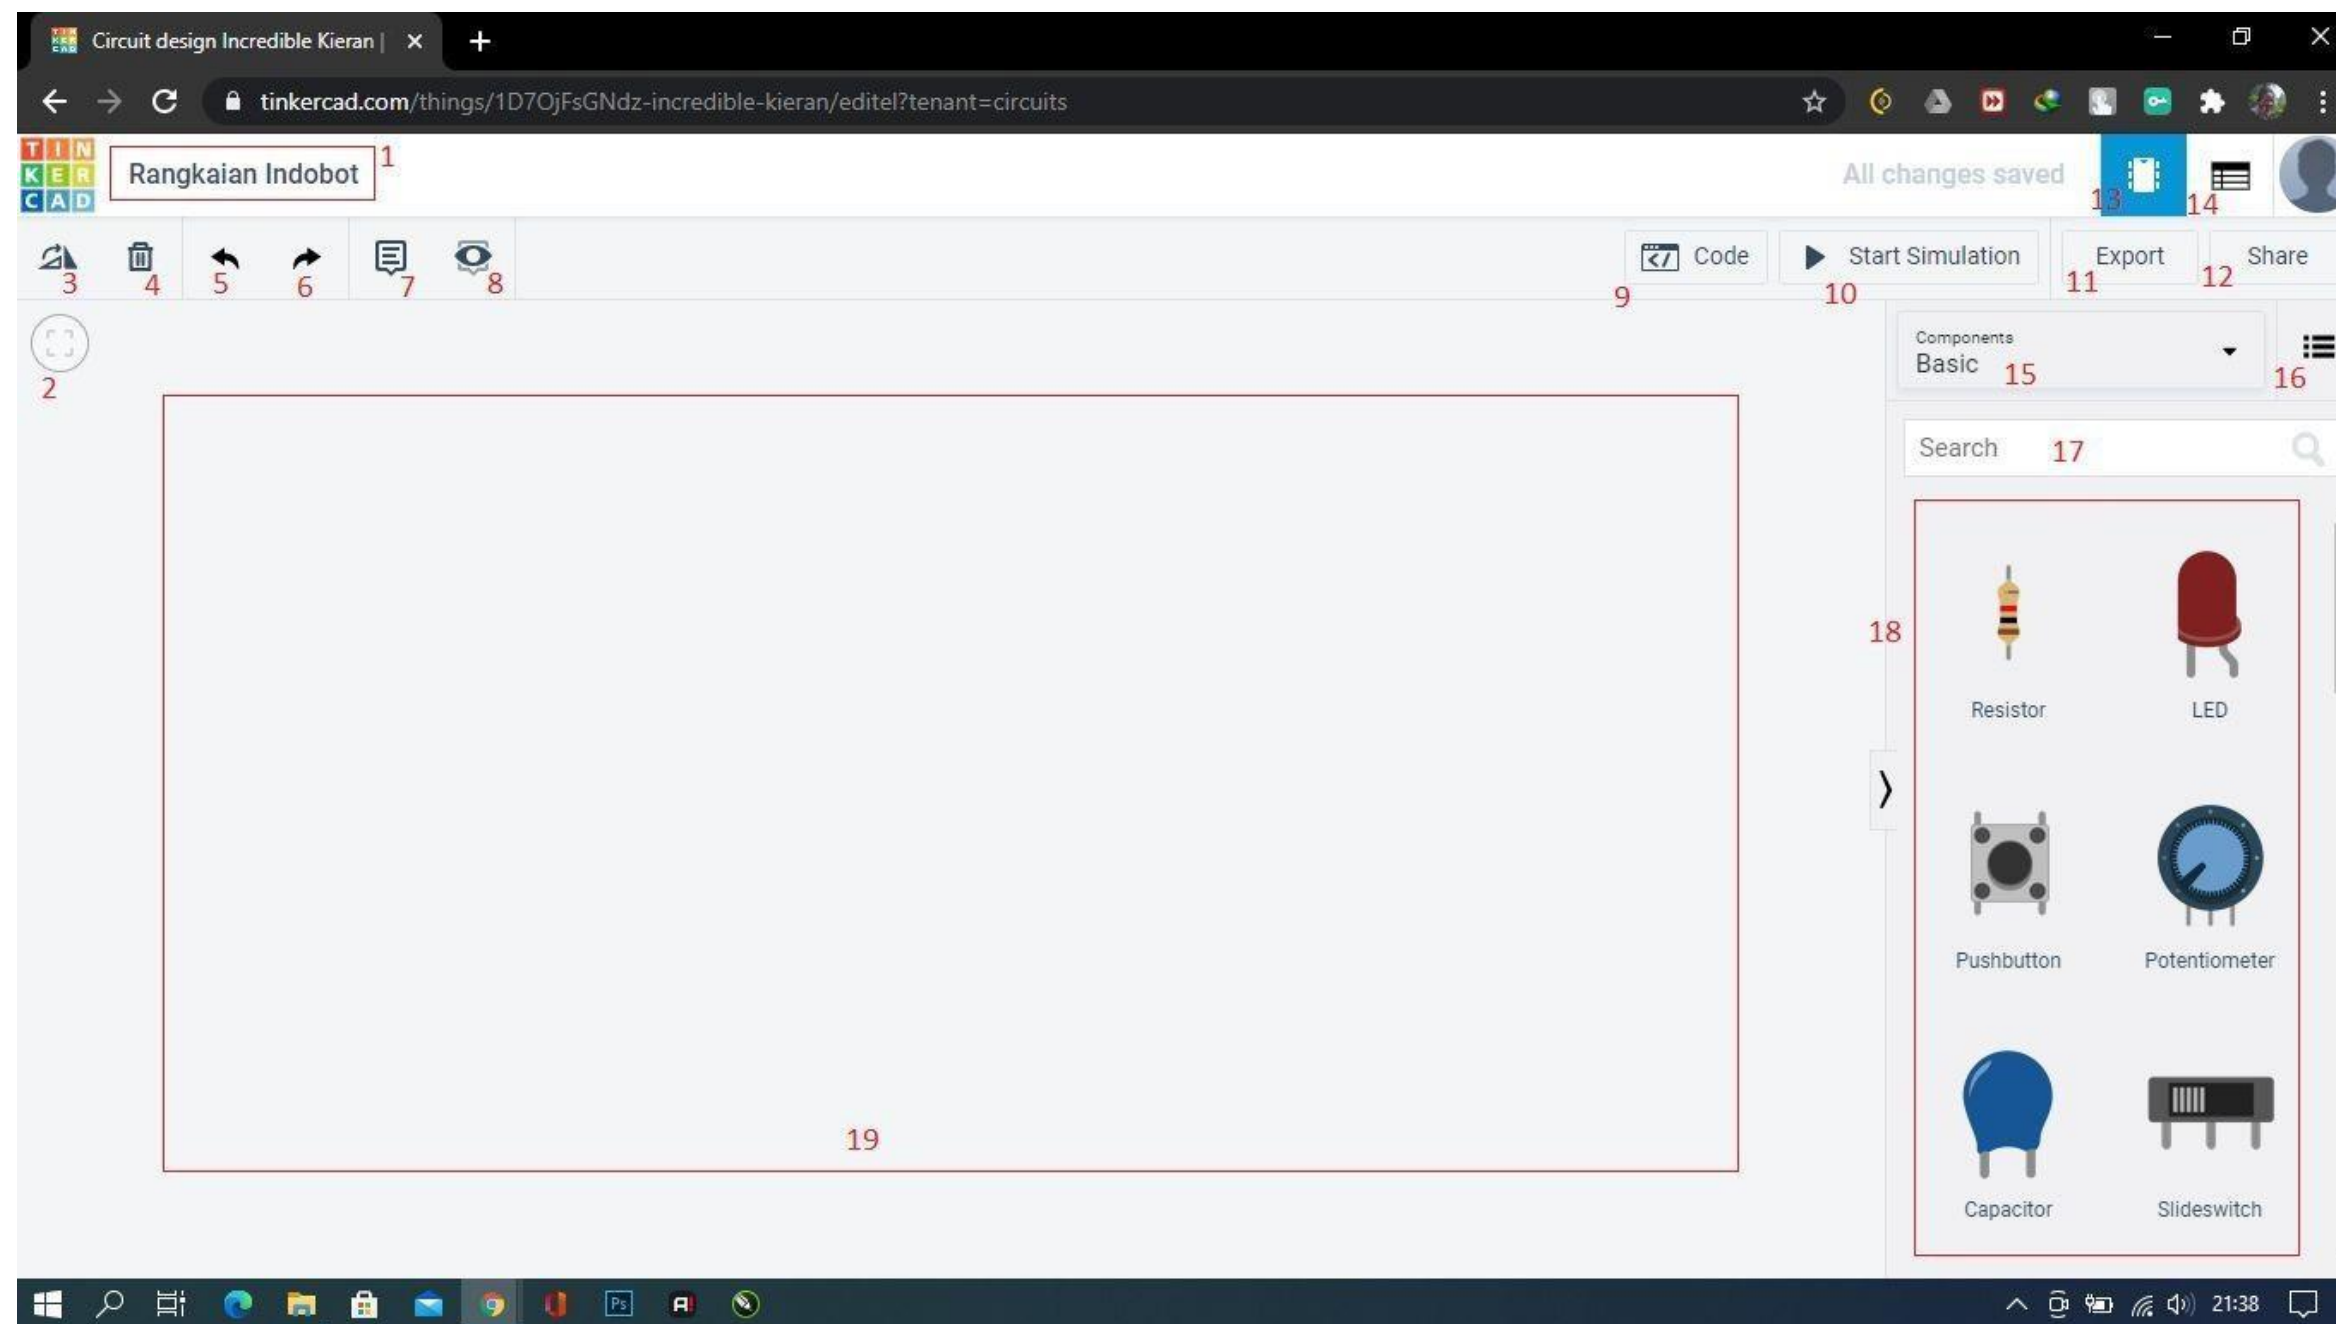 Circuit design Incredible Kieran |
tinkercad.com/things/1D7OjFsGNdz-incredible-kieran/editel?tenant=circuits
TIN
KER
CAD
Rangkaian Indobot
1
All changes saved
13
14
3
4
5
6
7
8
Code
9
Start Simulation
10
Export
11
Share
12
2
Components
Basic
15
16
Search
17
18
Resistor
LED
Pushbutton
Potentiometer
Capacitor
Slideswitch
19
Ps
21:38